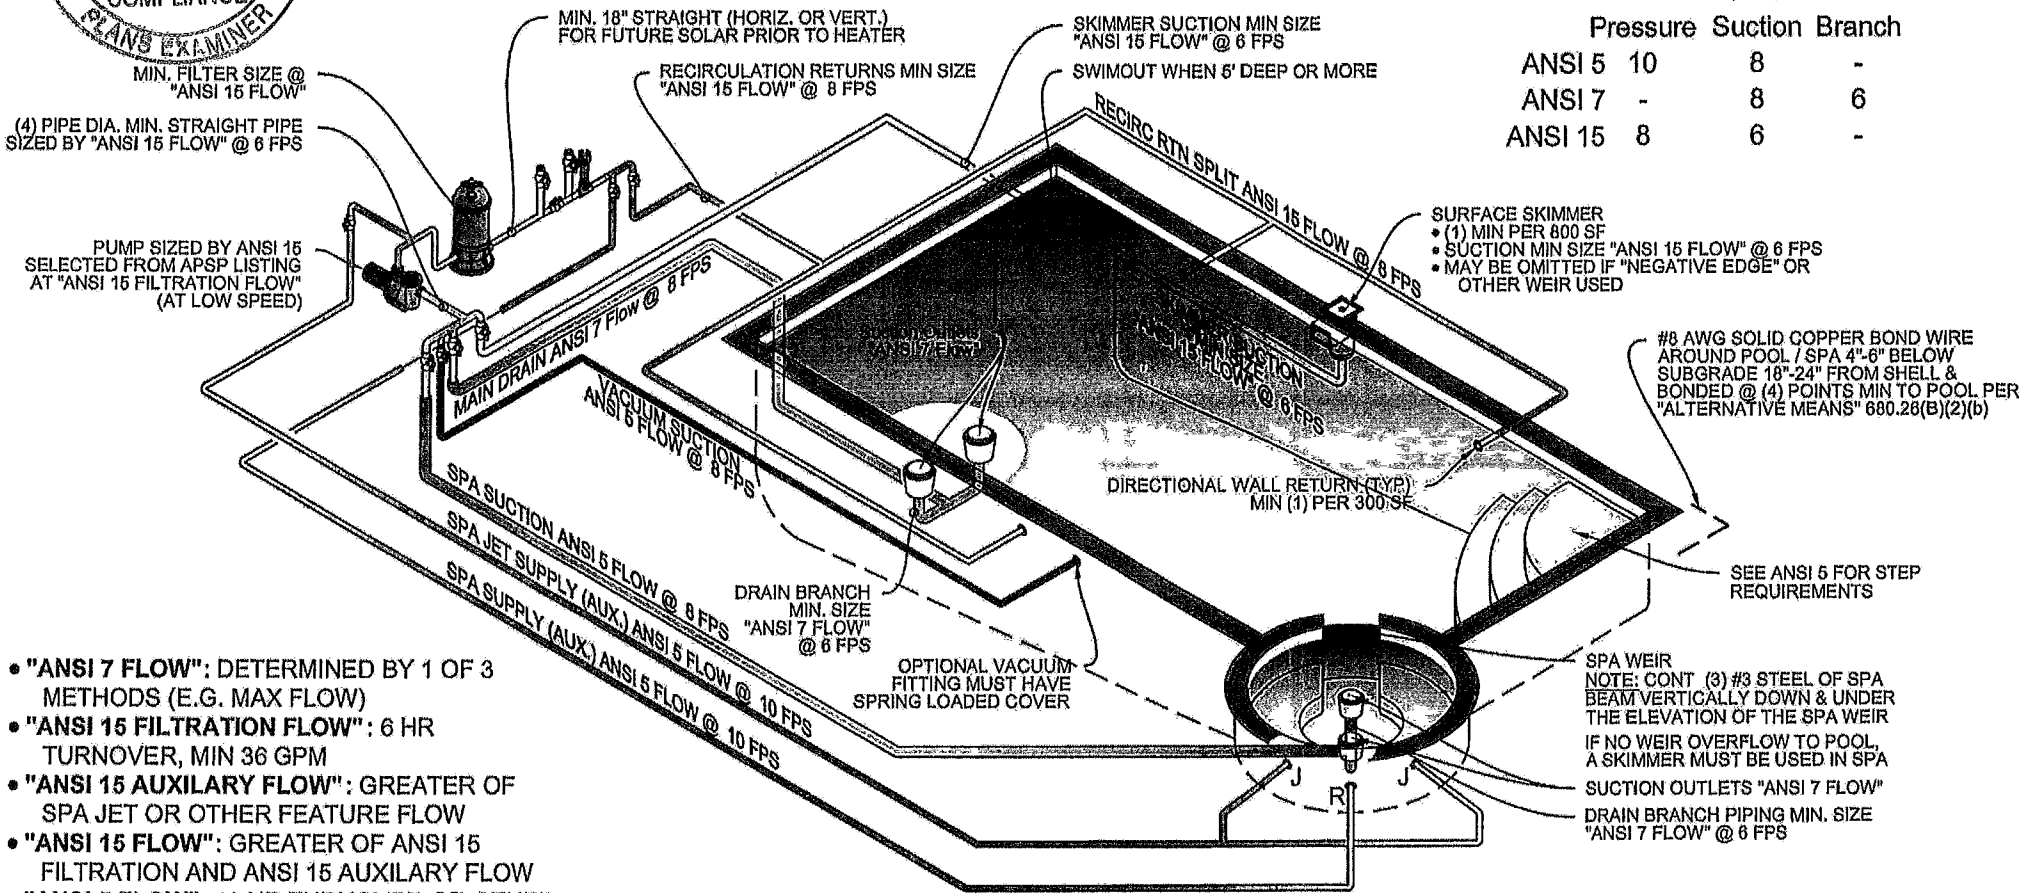 COMPLIANCE
PLANS EXAMINER
MIN. FILTER SIZE @
"ANSI 15 FLOW"
(4) PIPE DIA. MIN. STRAIGHT PIPE
SIZED BY "ANSI 15 FLOW" @ 6 FPS
PUMP SIZED BY ANSI 15
SELECTED FROM APSP LISTING
AT "ANSI 15 FILTRATION FLOW"
(AT LOW SPEED)
MIN. 18" STRAIGHT (HORIZ. OR VERT.)
FOR FUTURE SOLAR PRIOR TO HEATER
RECIRCULATION RETURNS MIN SIZE
"ANSI 15 FLOW" @ 8 FPS
SKIMMER SUCTION MIN SIZE
"ANSI 15 FLOW" @ 6 FPS
SWIMOUT WHEN 5' DEEP OR MORE
Pressure Suction Branch
ANSI 5 10 8 -
ANSI 7 - 8 6
ANSI 15 8 6 -
RECIRC RTN SPLIT ANSI 15 FLOW @ 8 FPS
SURFACE SKIMMER
• (1) MIN PER 800 SF
• SUCTION MIN SIZE "ANSI 15 FLOW" @ 6 FPS
• MAY BE OMITTED IF "NEGATIVE EDGE" OR
OTHER WEIR USED
#8 AWG SOLID COPPER BOND WIRE
AROUND POOL / SPA 4"-6" BELOW
SUBGRADE 18"-24" FROM SHELL &
BONDED @ (4) POINTS MIN TO POOL PER
"ALTERNATIVE MEANS" 680.26(B)(2)(b)
Suction Outlets
"ANSI 7 Flow"
SUCTION
ANSI 15 FLOW @ 6 FPS
MAIN DRAIN ANSI 7 Flow @ 8 FPS
VACUUM SUCTION
ANSI 5 FLOW @ 8 FPS
DIRECTIONAL WALL RETURN (TYP.)
MIN (1) PER 300 SF
SPA SUCTION ANSI 5 FLOW @ 8 FPS
SPA JET SUPPLY (AUX.) ANSI 5 FLOW @ 10 FPS
SPA SUPPLY (AUX.) ANSI 5 FLOW @ 10 FPS
DRAIN BRANCH
MIN. SIZE
"ANSI 7 FLOW"
@ 6 FPS
OPTIONAL VACUUM
FITTING MUST HAVE
SPRING LOADED COVER
SEE ANSI 5 FOR STEP
REQUIREMENTS
SPA WEIR
NOTE: CONT (3) #3 STEEL OF SPA
BEAM VERTICALLY DOWN & UNDER
THE ELEVATION OF THE SPA WEIR
IF NO WEIR OVERFLOW TO POOL,
A SKIMMER MUST BE USED IN SPA
SUCTION OUTLETS "ANSI 7 FLOW"
DRAIN BRANCH PIPING MIN. SIZE
"ANSI 7 FLOW" @ 6 FPS
J
R
J
• "ANSI 7 FLOW": DETERMINED BY 1 OF 3
METHODS (E.G. MAX FLOW)
• "ANSI 15 FILTRATION FLOW": 6 HR
TURNOVER, MIN 36 GPM
• "ANSI 15 AUXILARY FLOW": GREATER OF
SPA JET OR OTHER FEATURE FLOW
• "ANSI 15 FLOW": GREATER OF ANSI 15
FILTRATION AND ANSI 15 AUXILARY FLOW